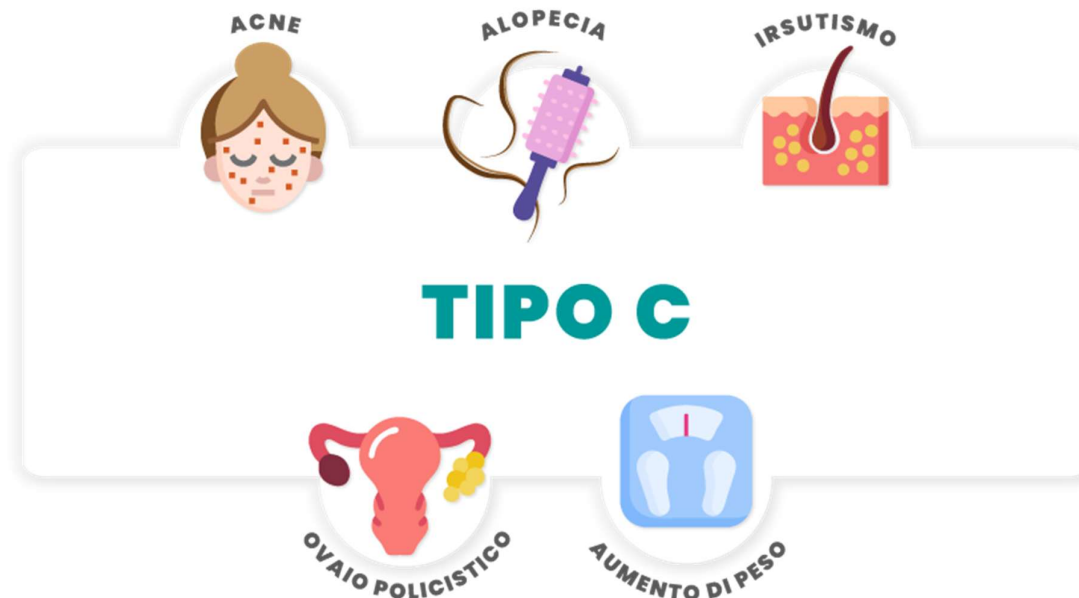 ACNE
ALOPECIA
IRSUTISMO
TIPO C
OVAIO POLICISTICO
AUMENTO DI PESO